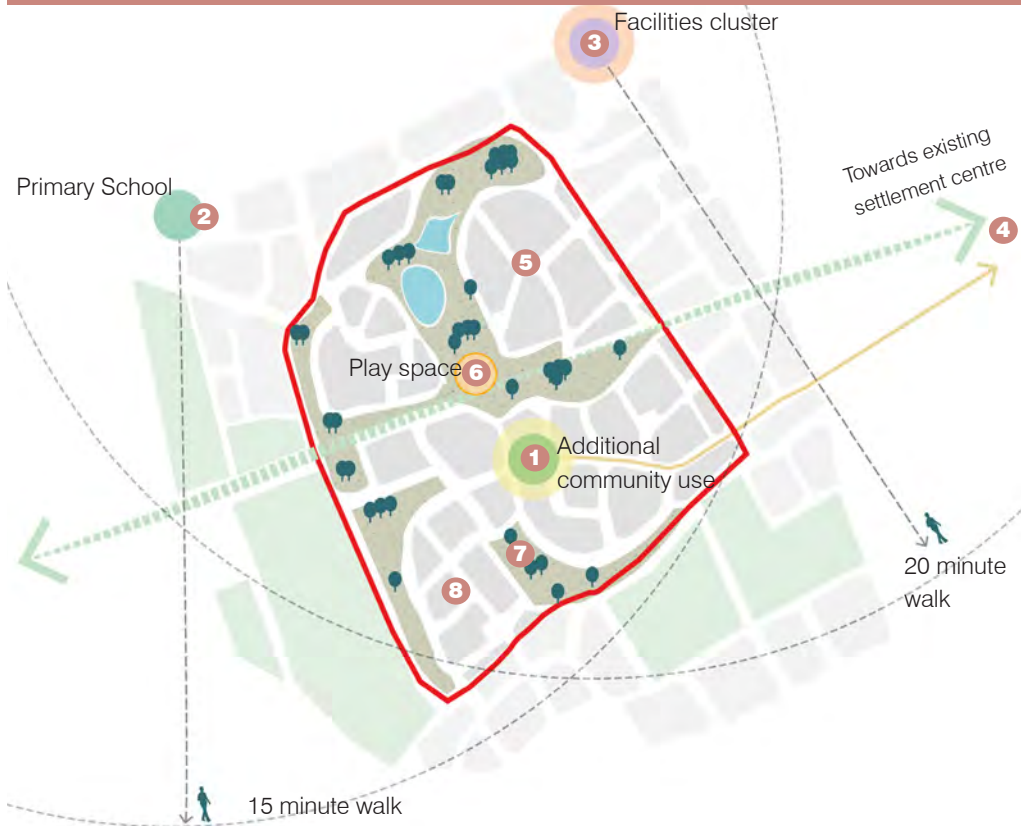 Facilities cluster
3
Towards existing
settlement centre
Primary School
2
4
5
Play space
6
1
Additional
community use
7
8
20 minute
walk
15 minute walk